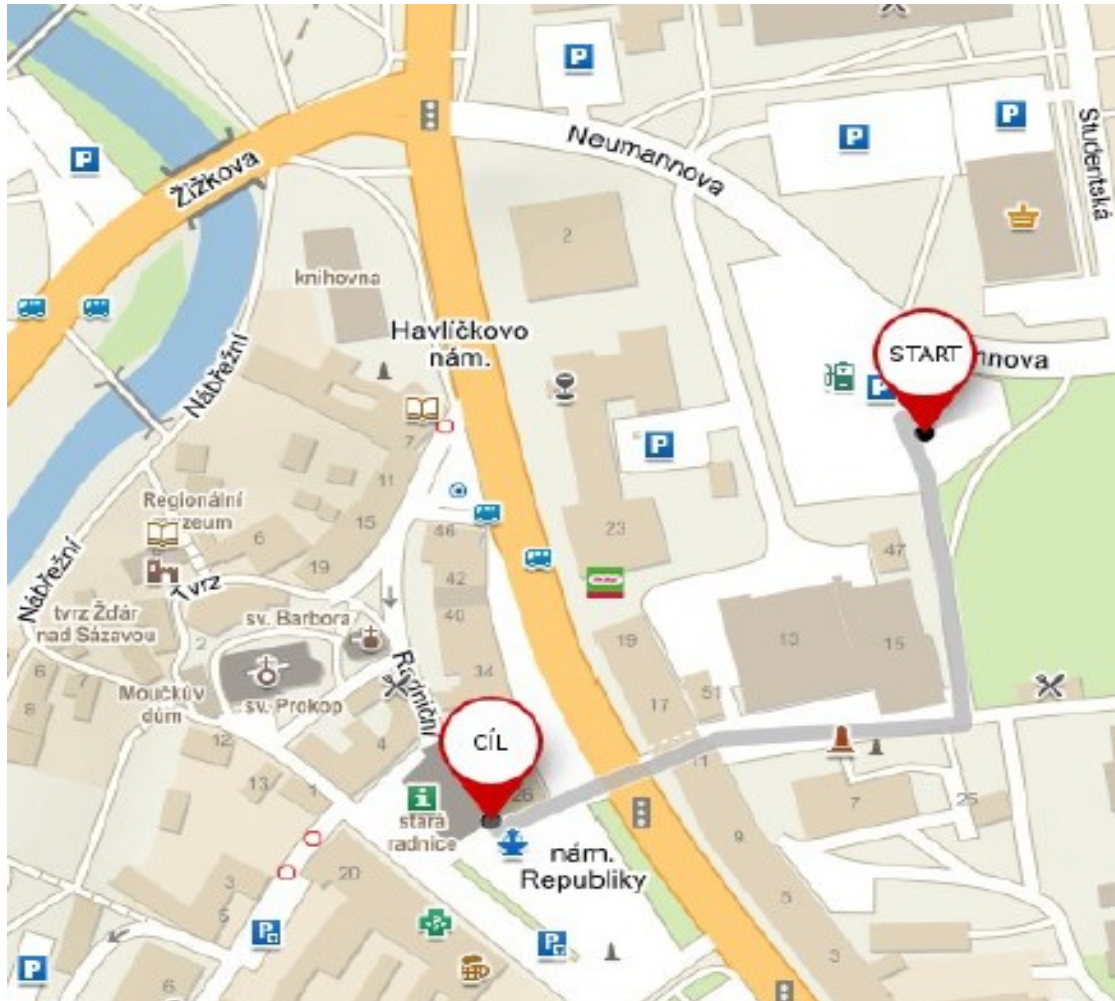 Neumannova
Studentská
Žižkova
2
knihovna
Havlíčkovo
nám.
START
nnova
Nábřežní
7
11
Regionální
15
6
46
23
47
19
42
Nábřežní
Tvrz
tvrz Žďár
nad Sázavou
sv. Barbora
40
19
13
15
2
6
7
34
Moučkův
dům
sv. Prokop
Radniční
51
17
8
CÍL
12
4
11
13
1
26
7
25
stará
radnice
9
nám.
Republiky
20
3
5
5
3
6